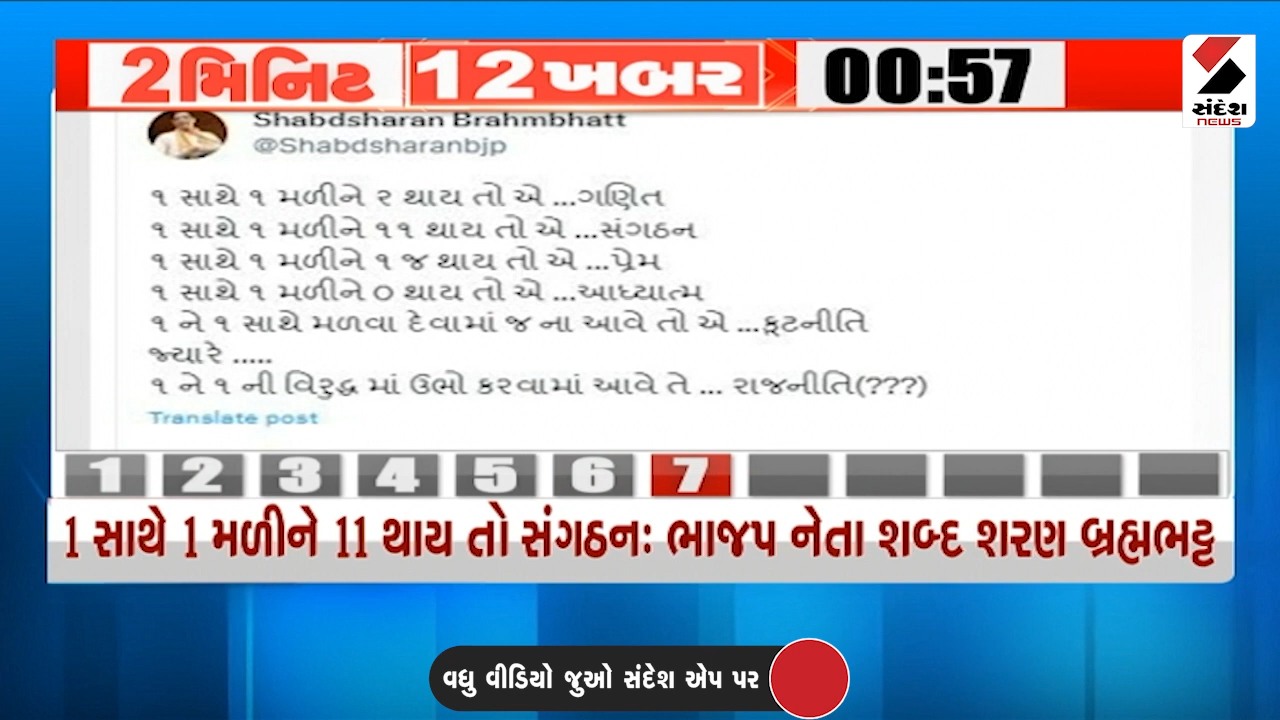 2 મિનિટ 12 ખબર 00:57
સંદેશ
NEWS
Shabdsharan Brahmbhatt
@Shabdsharanbjp
૧ સાથે ૧ મળીને ૨ થાય તો એ ...ગણિત
૧ સાથે ૧ મળીને ૧૧ થાય તો એ ...સંગઠન
૧ સાથે ૧ મળીને ૧ જ થાય તો એ ...પ્રેમ
૧ સાથે ૧ મળીને ૦ થાય તો એ ...આધ્યાત્મ
૧ ને ૧ સાથે મળવા દેવામાં જ ના આવે તો એ ...કૂટનીતિ
જ્યારે .....
૧ ને ૧ ની વિરુદ્ધ માં ઉભો કરવામાં આવે તે ... રાજનીતિ(???)
Translate post
1 2 3 4 5 6 7
1 સાથે 1 મળીને 11 થાય તો સંગઠનઃ ભાજપ નેતા શબ્દ શરણ બ્રહ્મભટ્ટ
વધુ વીડિયો જુઓ સંદેશ એપ પર